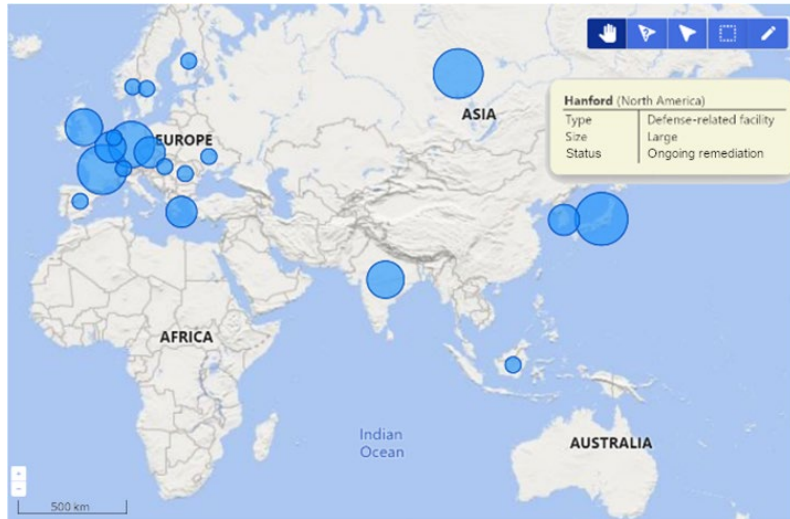 Hanford (North America)
Type Defense-related facility
Size Large
Status Ongoing remediation
ASIA
EUROPE
AFRICA
Indian
Ocean
AUSTRALIA
+
−
500 km